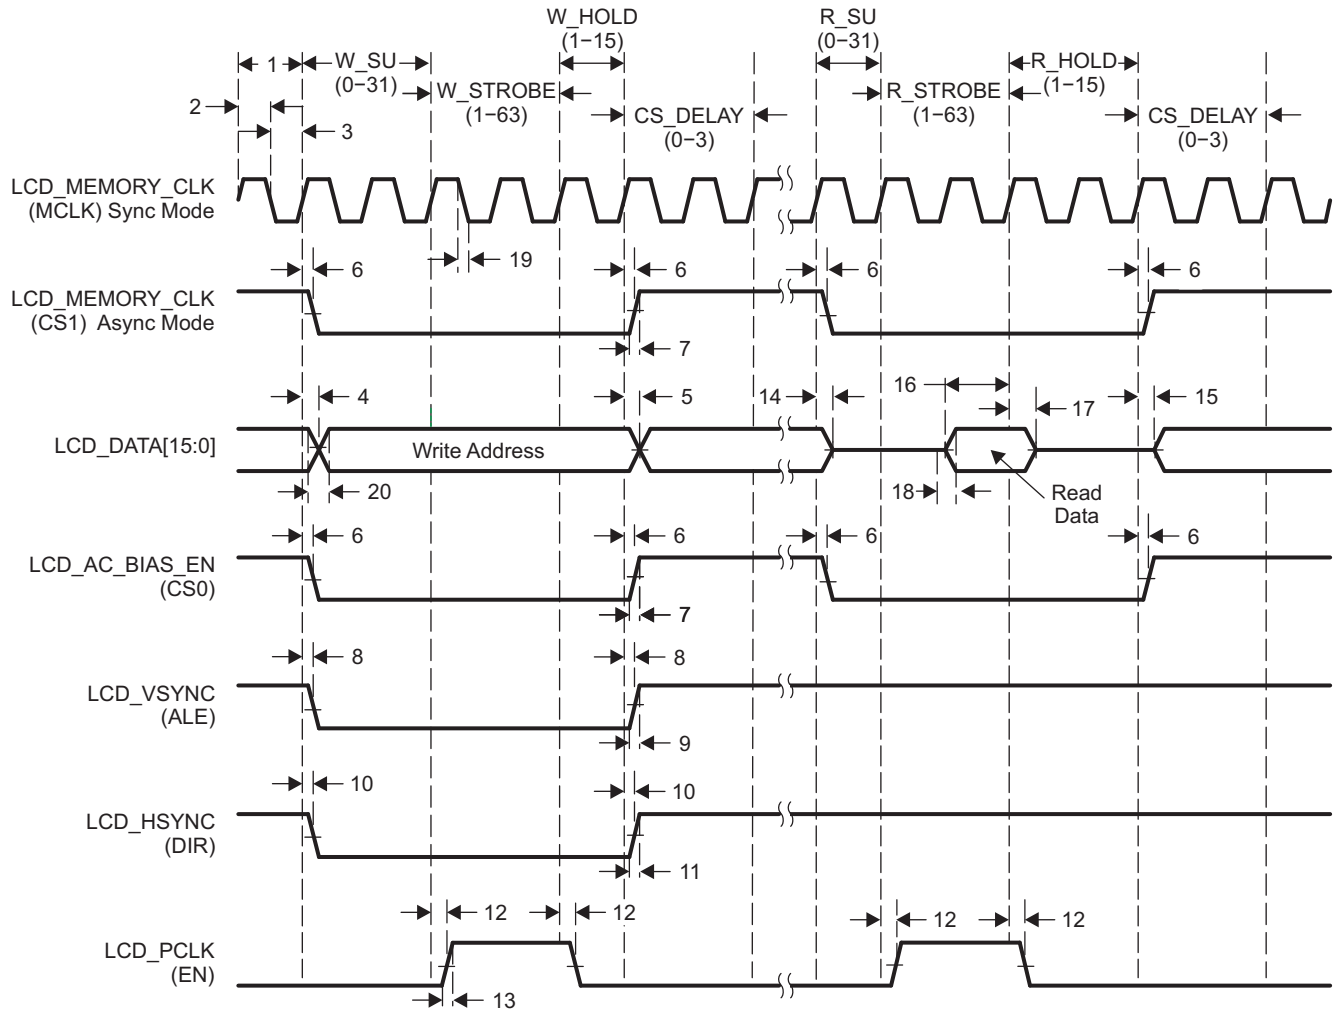 W_HOLD
(1−15)
R_SU
(0−31)
1
W_SU
(0−31)
R_HOLD
(1−15)
2
W_STROBE
(1−63)
R_STROBE
(1−63)
3
CS_DELAY
(0−3)
CS_DELAY
(0−3)
LCD_MEMORY_CLK
(MCLK) Sync Mode
19
6
6
6
6
LCD_MEMORY_CLK
(CS1) Async Mode
7
4
5
14
16
17
15
LCD_DATA[15:0]
Write Address
20
18
Read
Data
6
6
6
6
LCD_AC_BIAS_EN
(CS0)
7
8
8
LCD_VSYNC
(ALE)
9
10
10
LCD_HSYNC
(DIR)
11
12
12
12
12
LCD_PCLK
(EN)
13